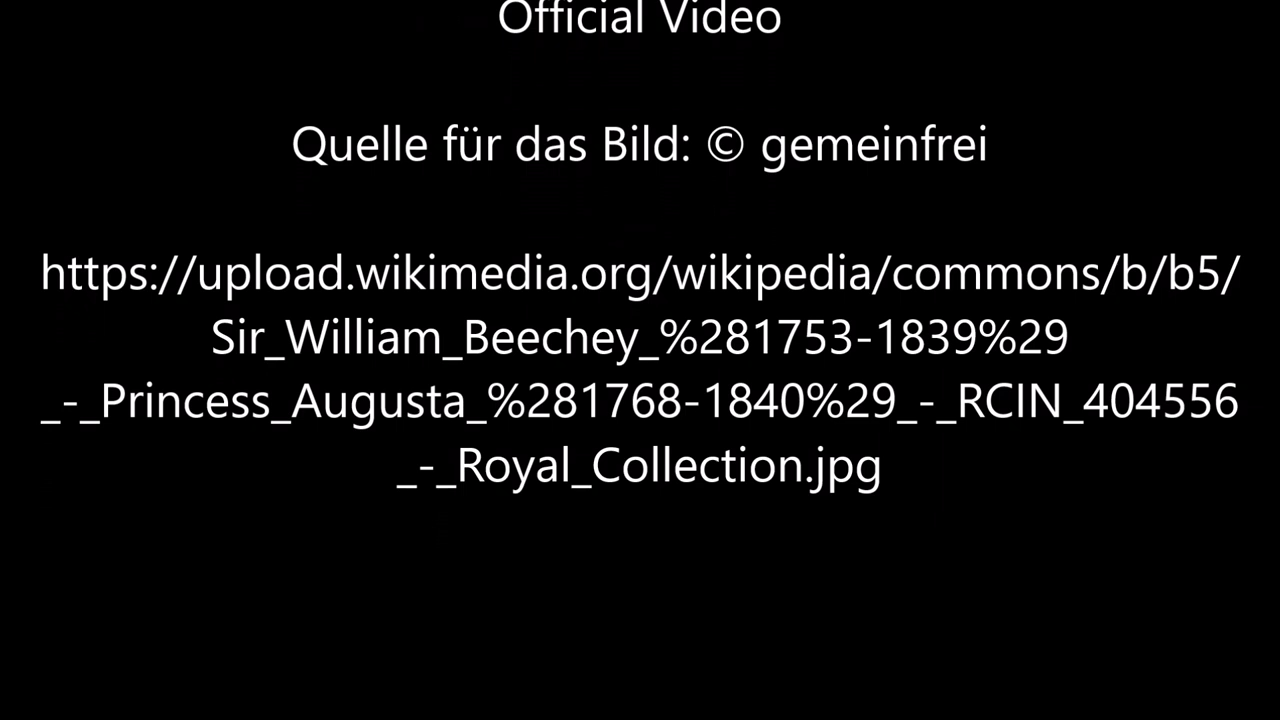 Official Video
Quelle für das Bild: © gemeinfrei
https://upload.wikimedia.org/wikipedia/commons/b/b5/
Sir_William_Beechey_%281753-1839%29
_-_Princess_Augusta_%281768-1840%29_-_RCIN_404556
_-_Royal_Collection.jpg